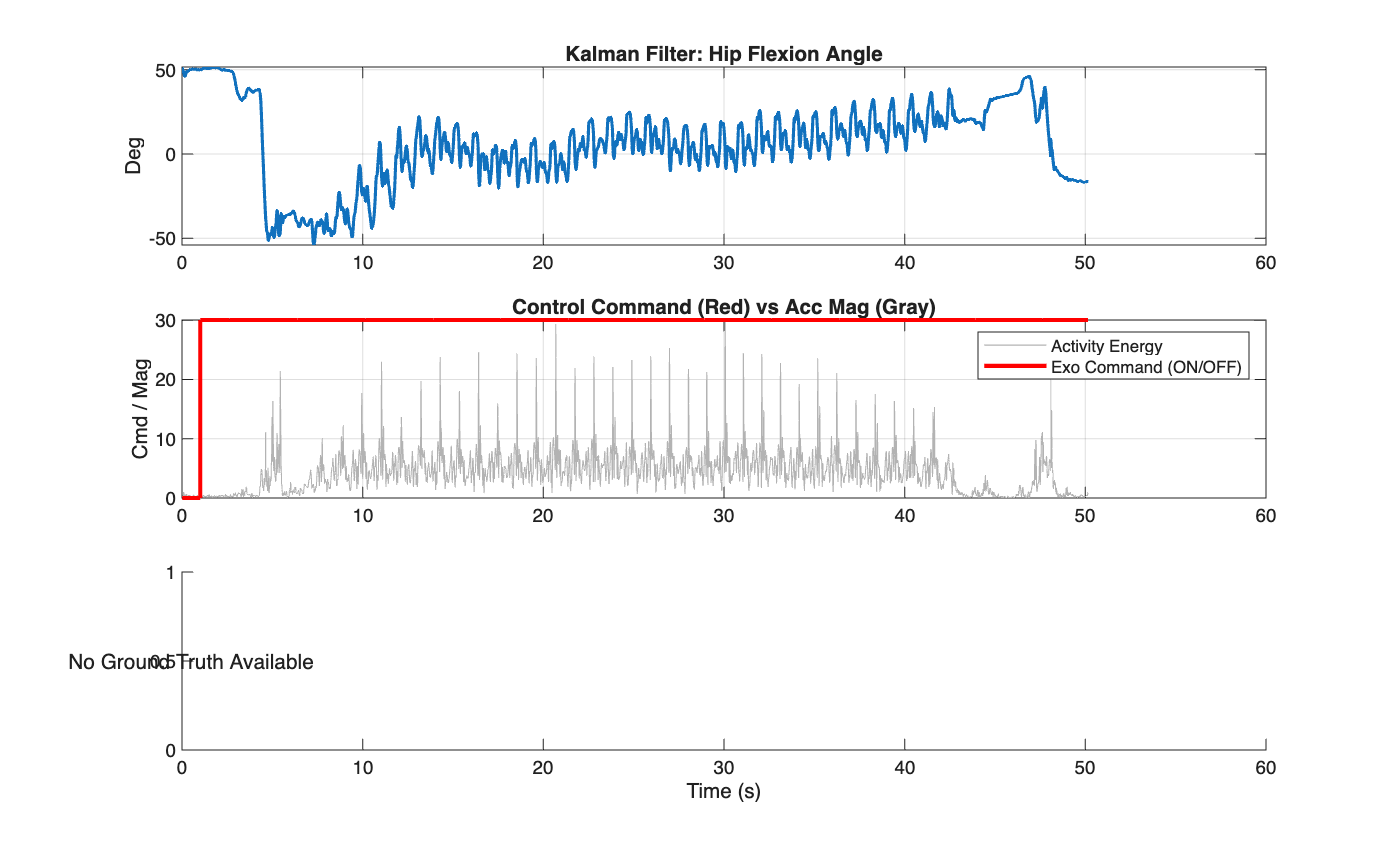 Kalman Filter: Hip Flexion Angle
50
0
-50
Deg
0 10 20 30 40 50 60
Control Command (Red) vs Acc Mag (Gray)
30
20
10
0
Cmd / Mag
Activity Energy
Exo Command (ON/OFF)
0 10 20 30 40 50 60
1
0.5
No Ground Truth Available
0
0 10 20 30 40 50 60
Time (s)